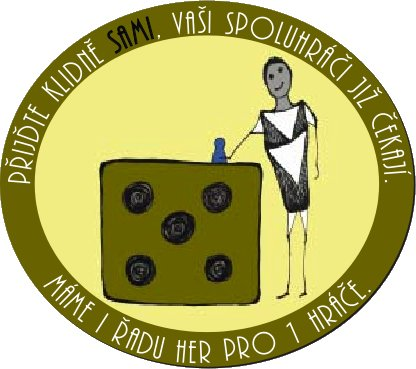 PŘIJĎTE KLIDNĚ SAMI, VAŠI SPOLUHRÁČI JIŽ ČEKAJÍ.
MÁME I ŘADU HER PRO 1 HRÁČE.